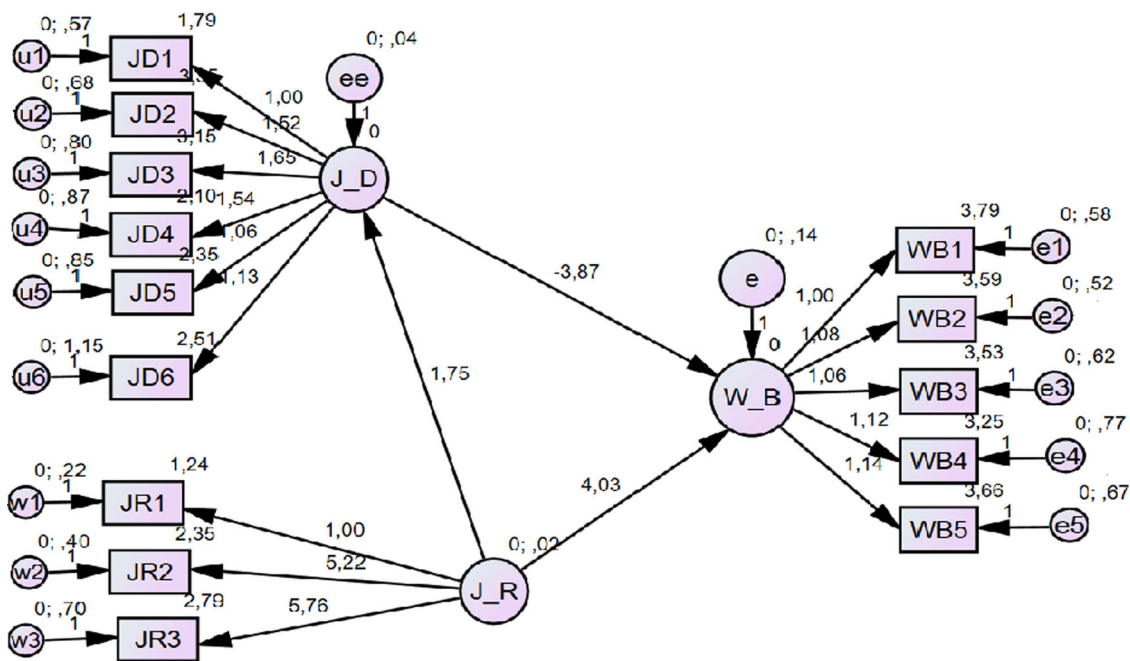 0; ,57
1,79
u1
1
JD1
0; ,04
ee
0; ,68
3,35
u2
1
JD2
1,00
1
0
0; ,80
3,15
1,52
u3
1
JD3
1,65
J_D
0; ,87
2,10
1,54
u4
1
JD4
1,06
0; ,85
2,35
1,13
u5
1
JD5
0; 1,15
2,51
u6
1
JD6
-3,87
1,75
0; ,14
e
1
0
W_B
3,79
0; ,58
WB1
1
e1
1,00
3,59
0; ,52
WB2
1
e2
1,08
3,53
0; ,62
WB3
1
e3
1,06
3,25
0; ,77
WB4
1
e4
1,12
3,66
0; ,67
WB5
1
e5
1,14
4,03
0; ,22
1,24
w1
1
JR1
1,00
0; ,40
2,35
w2
1
JR2
5,22
0; ,02
J_R
0; ,70
2,79
w3
1
JR3
5,76